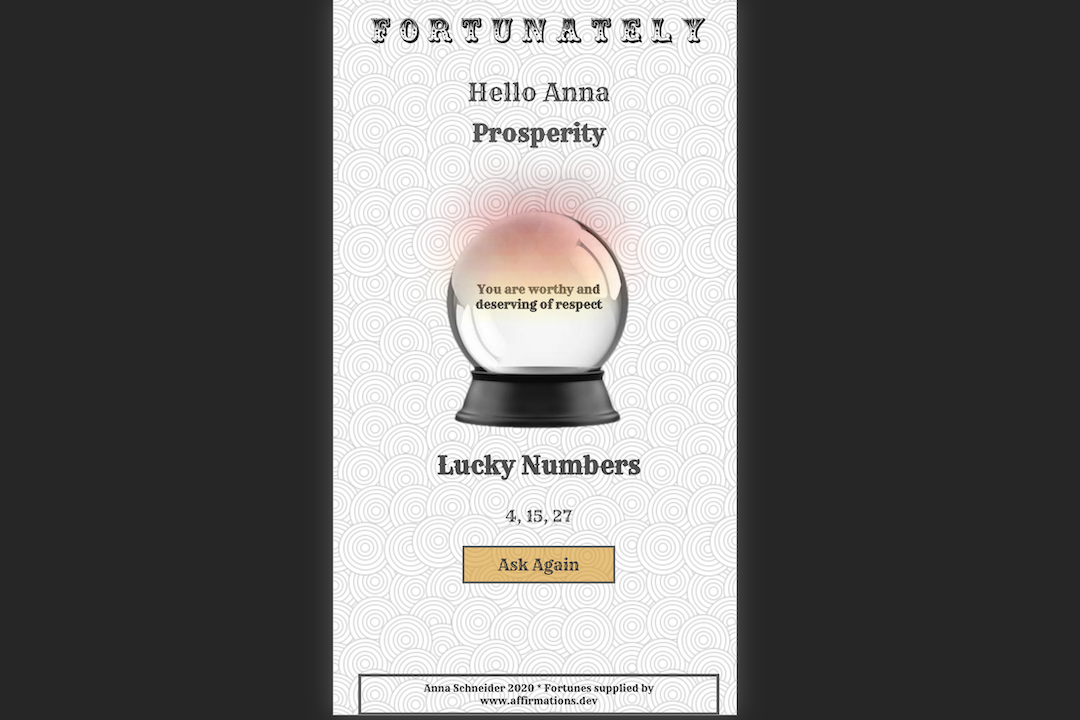 FORTUNATELY
Hello Anna
Prosperity
You are worthy and
deserving of respect
Lucky Numbers
4, 15, 27
Ask Again
Anna Schneider 2020 * Fortunes supplied by
www.affirmations.dev